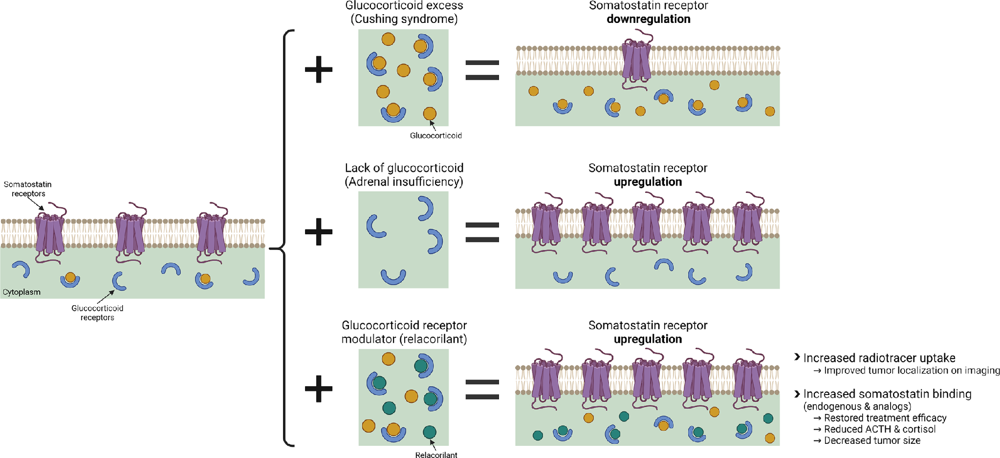 Somatostatin
receptors
Cytoplasm
Glucocorticoid
receptors
Glucocorticoid excess
(Cushing syndrome)
Glucocorticoid
Somatostatin receptor
downregulation
Lack of glucocorticoid
(Adrenal insufficiency)
Somatostatin receptor
upregulation
Glucocorticoid receptor
modulator (relacorilant)
Relacorilant
Somatostatin receptor
upregulation
Increased radiotracer uptake
→ Improved tumor localization on imaging
Increased somatostatin binding
(endogenous & analogs)
→ Restored treatment efficacy
→ Reduced ACTH & cortisol
→ Decreased tumor size